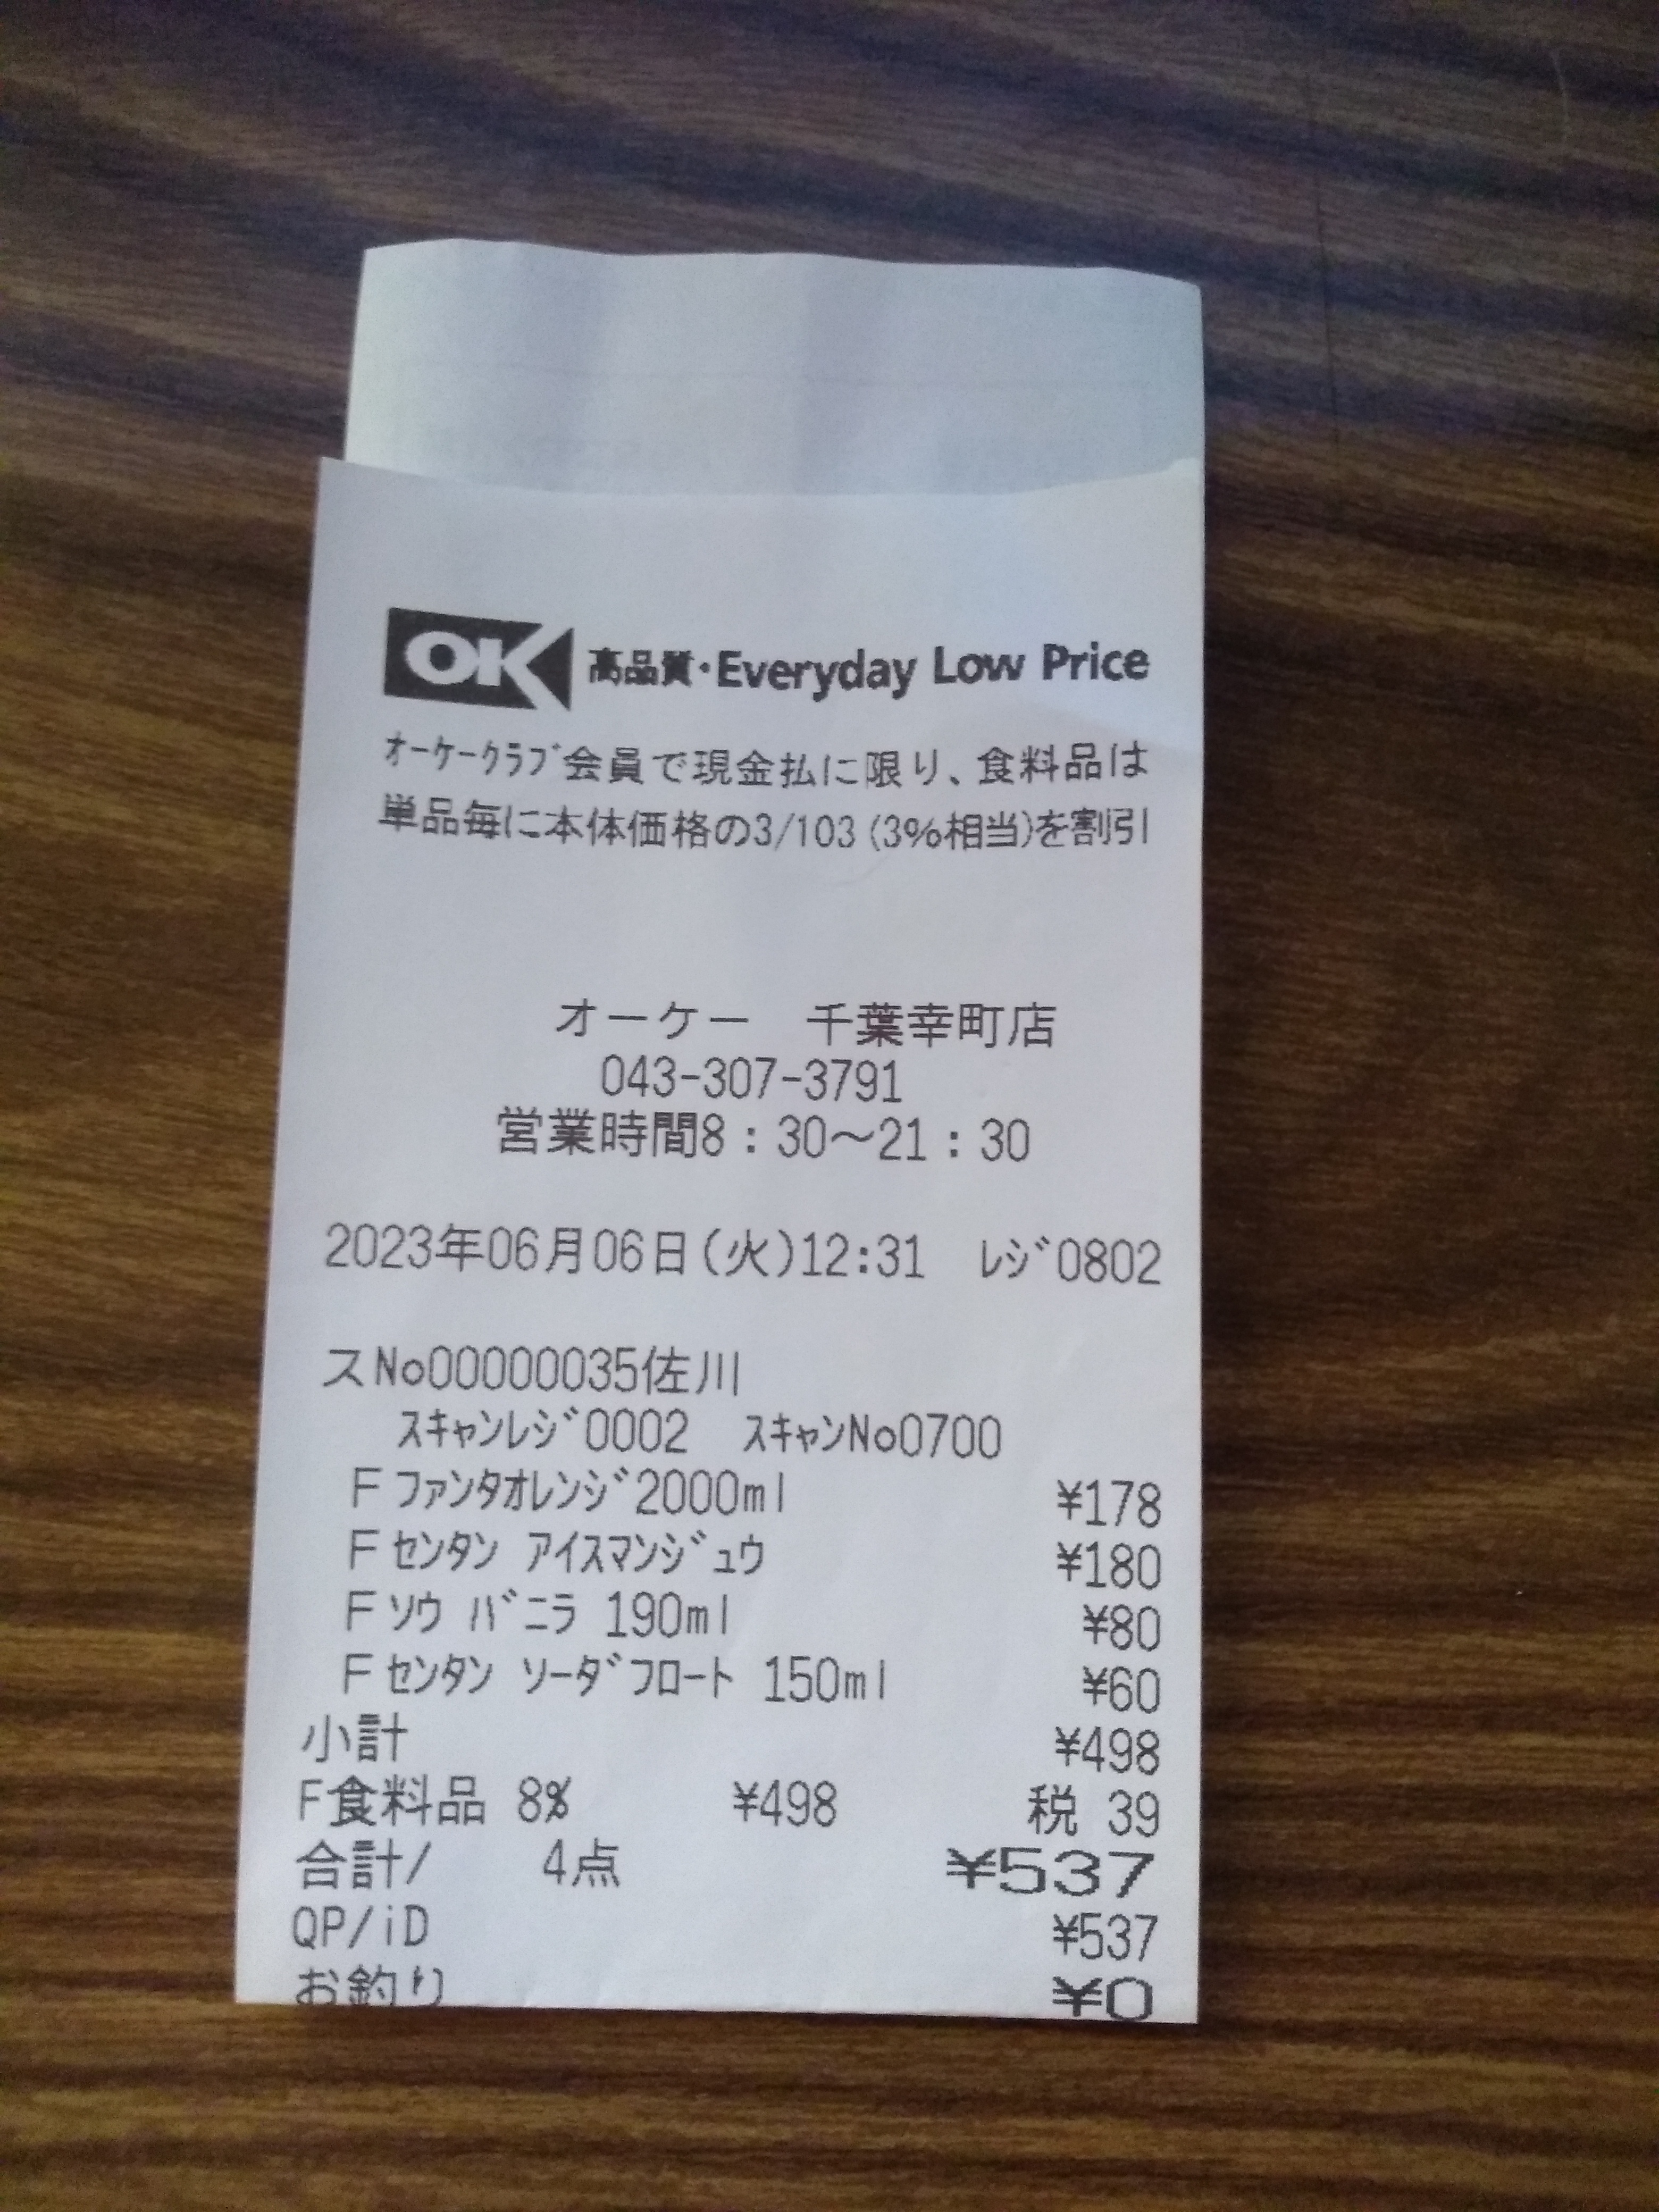 OK 高品質・Everyday Low Price
ｵｰｹｰｸﾗﾌﾞ会員で現金払に限り、食料品は
単品毎に本体価格の3/103(3%相当)を割引
オーケー　千葉幸町店
043-307-3791
営業時間8：30～21：30
2023年06月06日(火)12:31　ﾚｼﾞ0802
スNo00000035佐川
ｽｷｬﾝﾚｼﾞ0002　ｽｷｬﾝNo0700
F ﾌｧﾝﾀｵﾚﾝｼﾞ2000ml ¥178
F ｾﾝﾀﾝ ｱｲｽﾏﾝｼﾞｭｳ ¥180
F ｿｳ ﾊﾞﾆﾗ 190ml ¥80
F ｾﾝﾀﾝ ｿｰﾀﾞﾌﾛｰﾄ 150ml ¥60
小計 ¥498
F食料品 8% ¥498 税 39
合計/ 4点 ¥537
QP/iD ¥537
お釣り ¥0